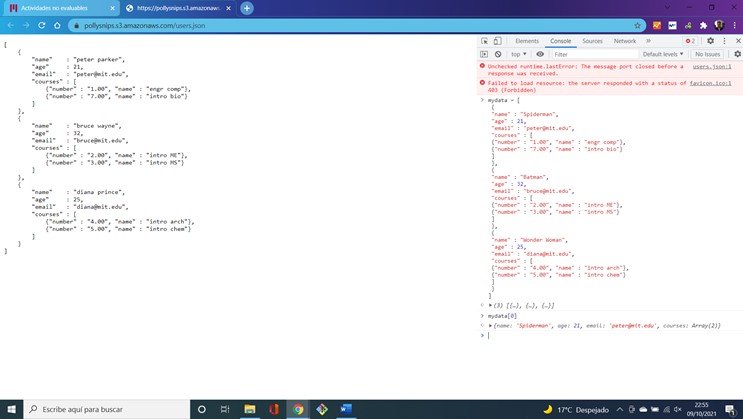 Actividades no evaluables
https://pollysnips.s3.amazonaws
pollysnips.s3.amazonaws.com/users.json
[
{
"name" : "peter parker",
"age" : 21,
"email" : "peter@mit.edu",
"courses" : [
{"number" : "1.00", "name" : "engr comp"},
{"number" : "7.00", "name" : "intro bio"}
]
},
{
"name" : "bruce wayne",
"age" : 32,
"email" : "bruce@mit.edu",
"courses" : [
{"number" : "2.00", "name" : "intro ME"},
{"number" : "3.00", "name" : "intro MS"}
]
},
{
"name" : "diana prince",
"age" : 25,
"email" : "diana@mit.edu",
"courses" : [
{"number" : "4.00", "name" : "intro arch"},
{"number" : "5.00", "name" : "intro chem"}
]
}
]
Elements Console Sources Network » 2
top Filter Default levels No Issues
Unchecked runtime.lastError: The message port closed before a users.json:1
response was received.
Failed to load resource: the server responded with a status of favicon.ico:1
403 (Forbidden)
> mydata = [
{
"name" : "Spiderman",
"age" : 21,
"email" : "peter@mit.edu",
"courses" : [
{"number" : "1.00", "name" : "engr comp"},
{"number" : "7.00", "name" : "intro bio"}
]
},
{
"name" : "Batman",
"age" : 32,
"email" : "bruce@mit.edu",
"courses" : [
{"number" : "2.00", "name" : "intro ME"},
{"number" : "3.00", "name" : "intro MS"}
]
},
{
"name" : "Wonder Woman",
"age" : 25,
"email" : "diana@mit.edu",
"courses" : [
{"number" : "4.00", "name" : "intro arch"},
{"number" : "5.00", "name" : "intro chem"}
]
}
]
(3) [{…}, {…}, {…}]
> mydata[0]
{name: 'Spiderman', age: 21, email: 'peter@mit.edu', courses: Array(2)}
>
Escribe aquí para buscar
17°C Despejado
22:55
09/10/2021